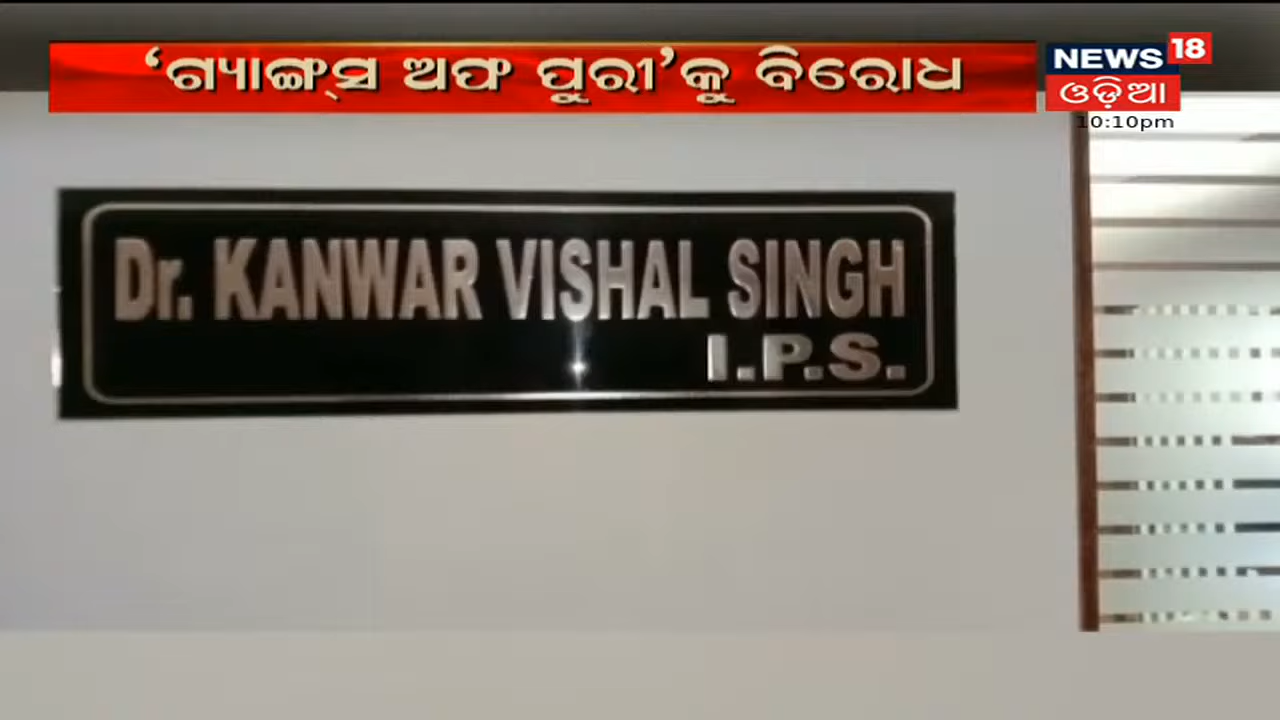 ‘ଗ୍ୟାଙ୍ଗ୍‌ସ ଅଫ ପୁରୀ’କୁ ବିରୋଧ
NEWS 18
ଓଡ଼ିଆ
10:10pm
Dr. KANWAR VISHAL SINGH
I.P.S.